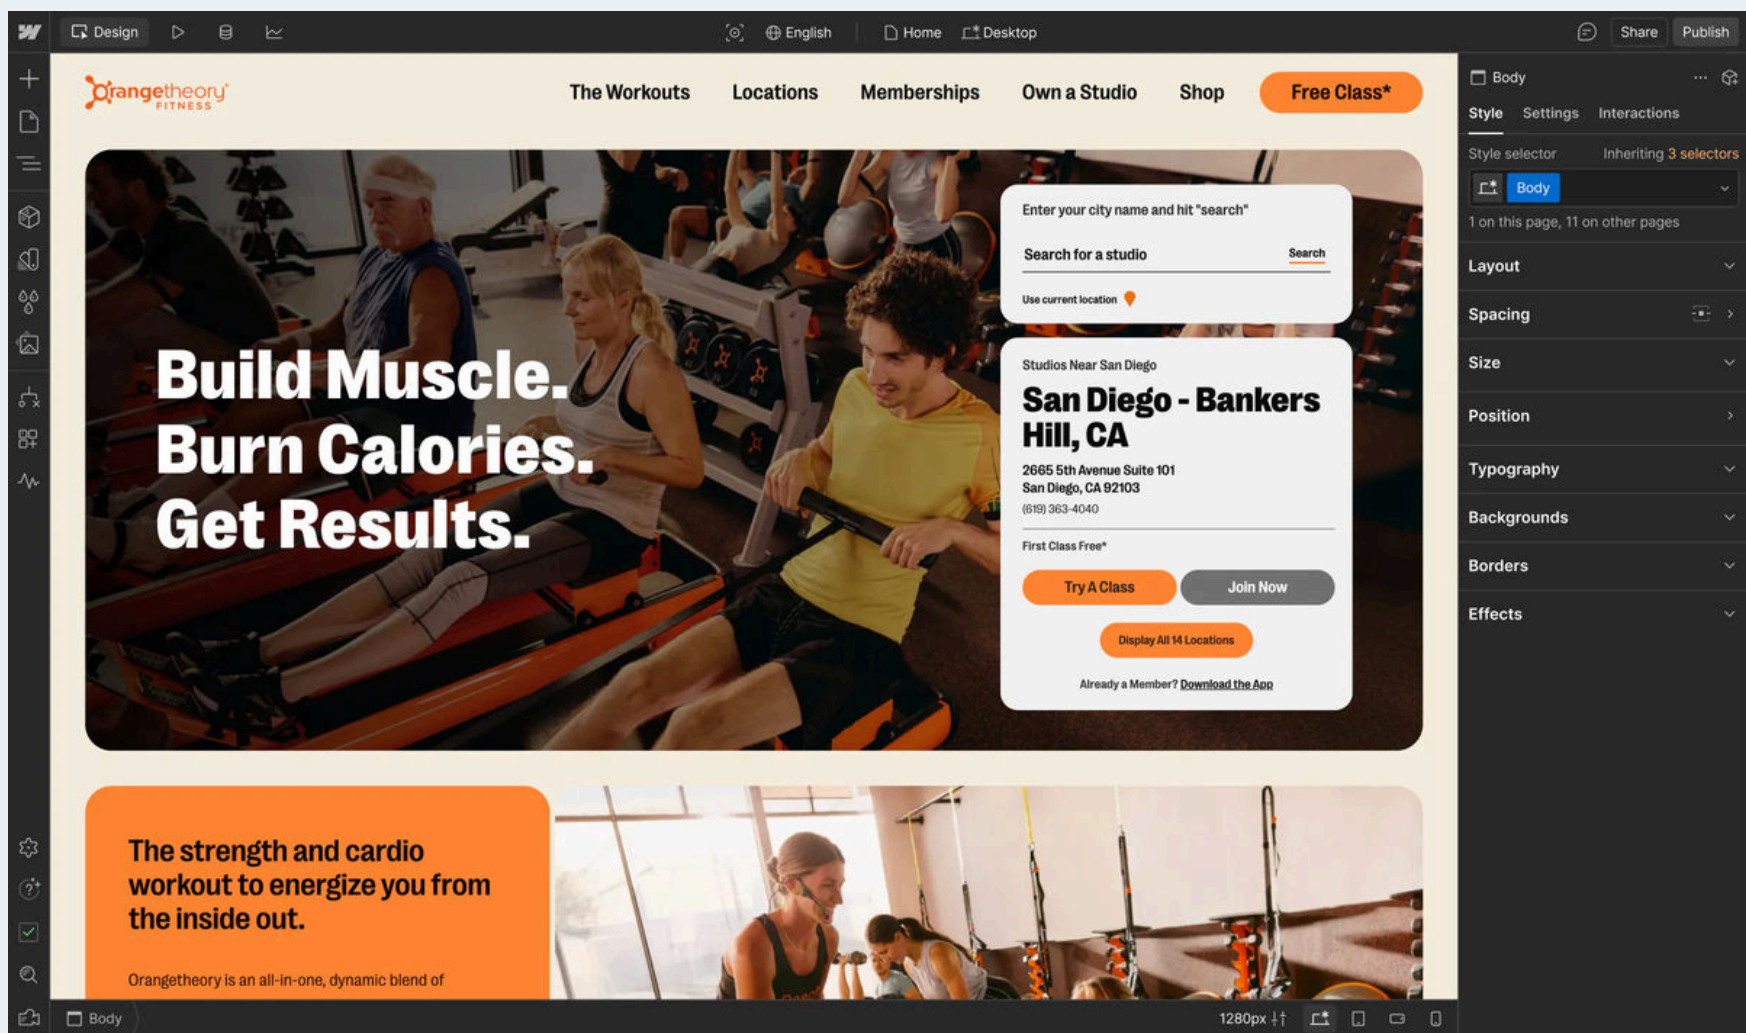 Design
English
Home
Desktop
Share
Publish
orangetheory
FITNESS
The Workouts
Locations
Memberships
Own a Studio
Shop
Free Class*
Build Muscle.
Burn Calories.
Get Results.
Enter your city name and hit "search"
Search for a studio
Search
Use current location
Studios Near San Diego
San Diego - Bankers
Hill, CA
2665 5th Avenue Suite 101
San Diego, CA 92103
(619) 363-4040
First Class Free*
Try A Class
Join Now
Display All 14 Locations
Already a Member? Download the App
The strength and cardio
workout to energize you from
the inside out.
Orangetheory is an all-in-one, dynamic blend of
Body
Style
Settings
Interactions
Style selector
Inheriting 3 selectors
Body
1 on this page, 11 on other pages
Layout
Spacing
Size
Position
Typography
Backgrounds
Borders
Effects
Body
1280px